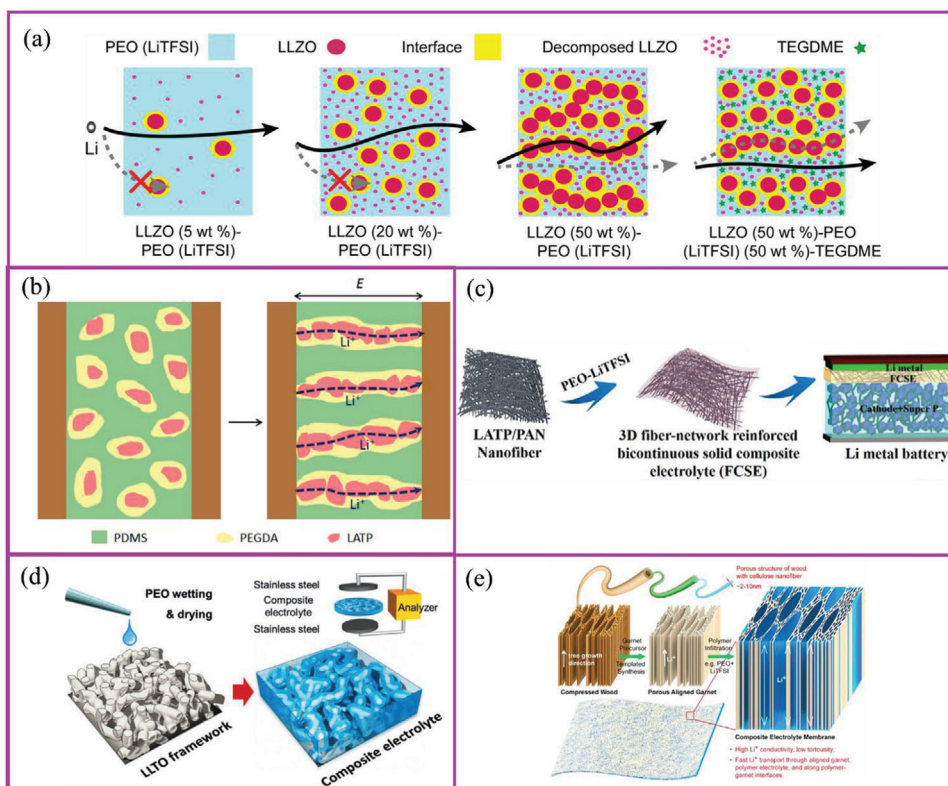 (a)
PEO (LiTFSI) LLZO Interface Decomposed LLZO TEGDME
Li
LLZO (5 wt %)-
PEO (LiTFSI)
LLZO (20 wt %)-
PEO (LiTFSI)
LLZO (50 wt %)-
PEO (LiTFSI)
LLZO (50 wt %)-PEO
(LiTFSI) (50 wt %)-TEGDME
(b)
E
Li⁺
Li⁺
Li⁺
Li⁺
PDMS PEGDA LATP
(c)
PEO-LiTFSI
LATP/PAN
Nanofiber
3D fiber-network reinforced
bicontinuous solid composite
electrolyte (FCSE)
Li metal
FCSE
Cathode+Super P
Li metal battery
(d)
PEO wetting
& drying
Stainless steel
Composite
electrolyte
Stainless steel
Analyzer
LLTO framework
Composite electrolyte
(e)
Porous structure of wood
with cellulose nanofiber
~2-10nm
tree growth
direction
Compressed Wood
Garnet
Precursor
Templated
Synthesis
Li⁺
Porous Aligned Garnet
Polymer
Infiltration
e.g. PEO+
LiTFSI
Li⁺
Composite Electrolyte Membrane
• High Li⁺ conductivity, low tortuosity;
• Fast Li⁺ transport through aligned garnet,
polymer electrolyte, and along polymer-
garnet interfaces.